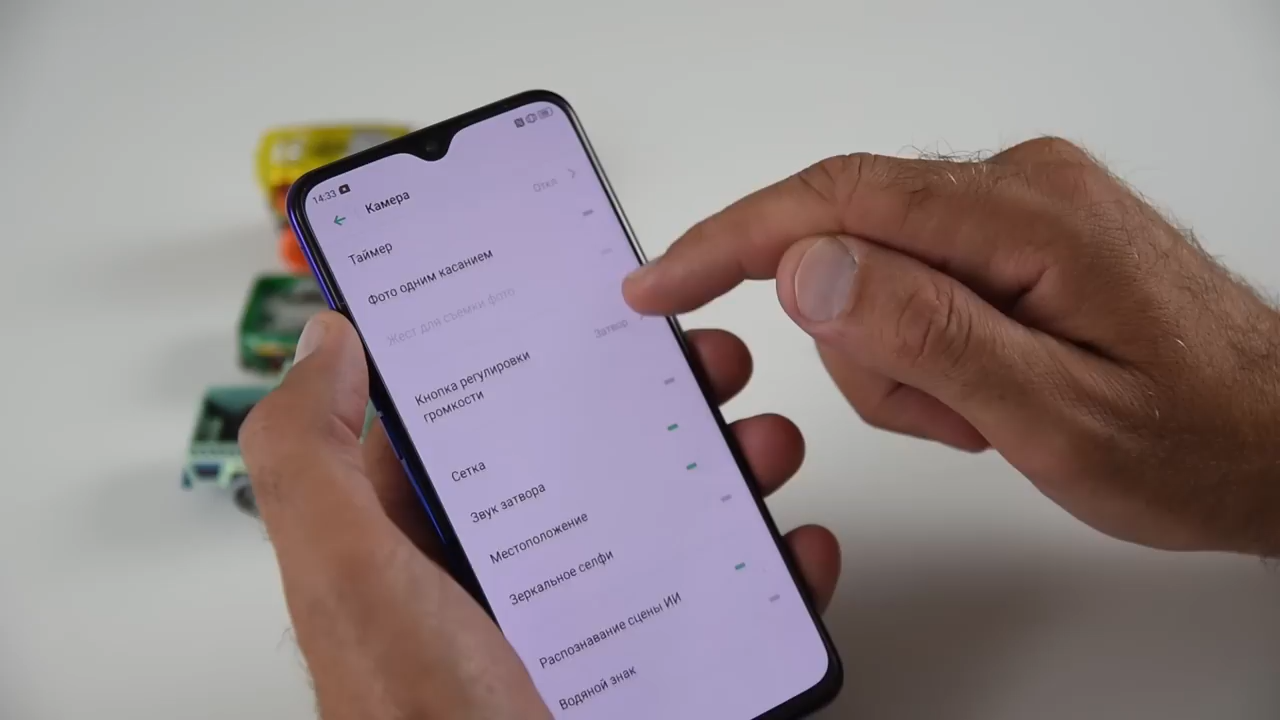 14:33
Камера
Таймер
Откл
Фото одним касанием
Жест для съёмки фото
Кнопка регулировки
громкости
Затвор
Сетка
Звук затвора
Местоположение
Зеркальное селфи
Распознавание сцены ИИ
Водяной знак